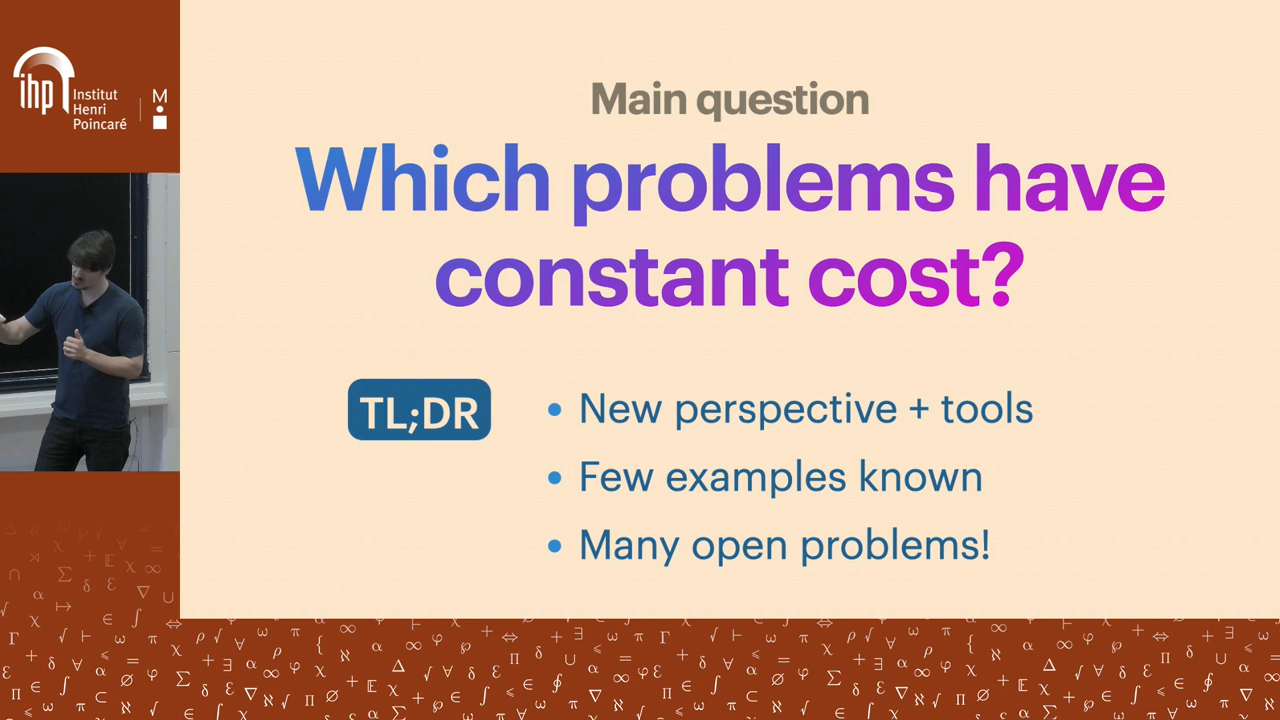 ihp
Institut
Henri
Poincaré
M
Main question
Which problems have
constant cost?
TL;DR
• New perspective + tools
• Few examples known
• Many open problems!